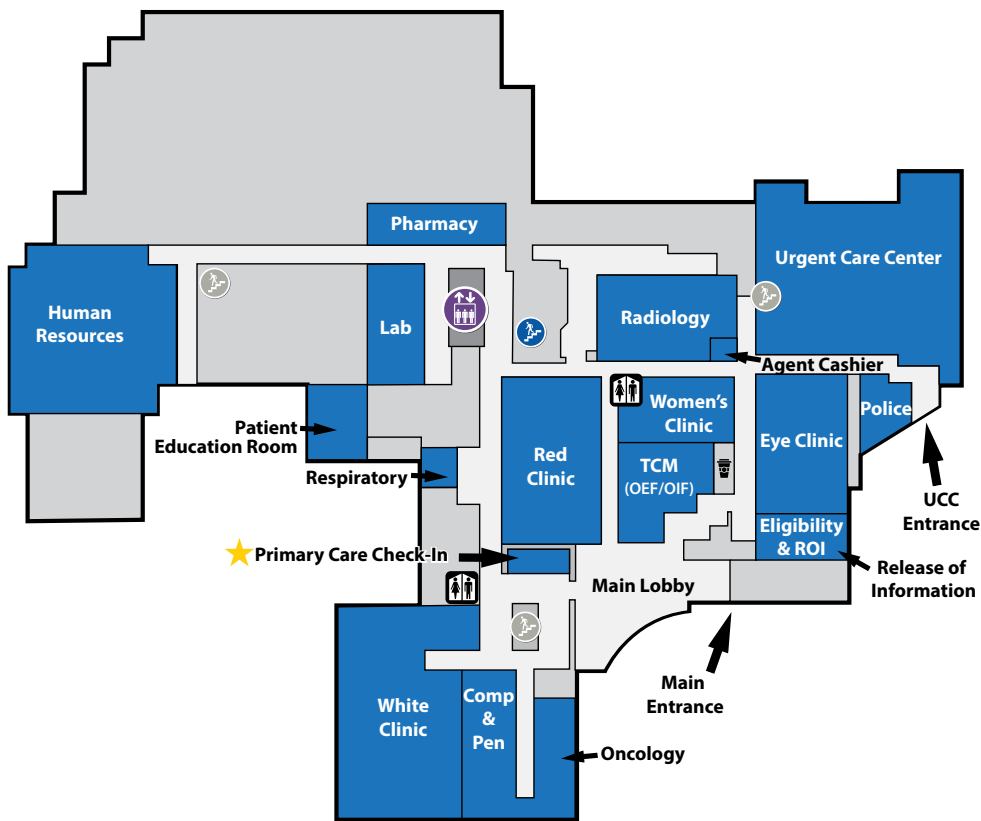 Pharmacy
Urgent Care Center
Human
Resources
Lab
Radiology
Agent Cashier
Women's
Clinic
Police
Patient
Education Room
Red
Clinic
Eye Clinic
TCM
(OEF/OIF)
Respiratory
UCC
Entrance
Eligibility
& ROI
Primary Care Check-In
Release of
Information
Main Lobby
Main
Entrance
White
Clinic
Comp
&
Pen
Oncology